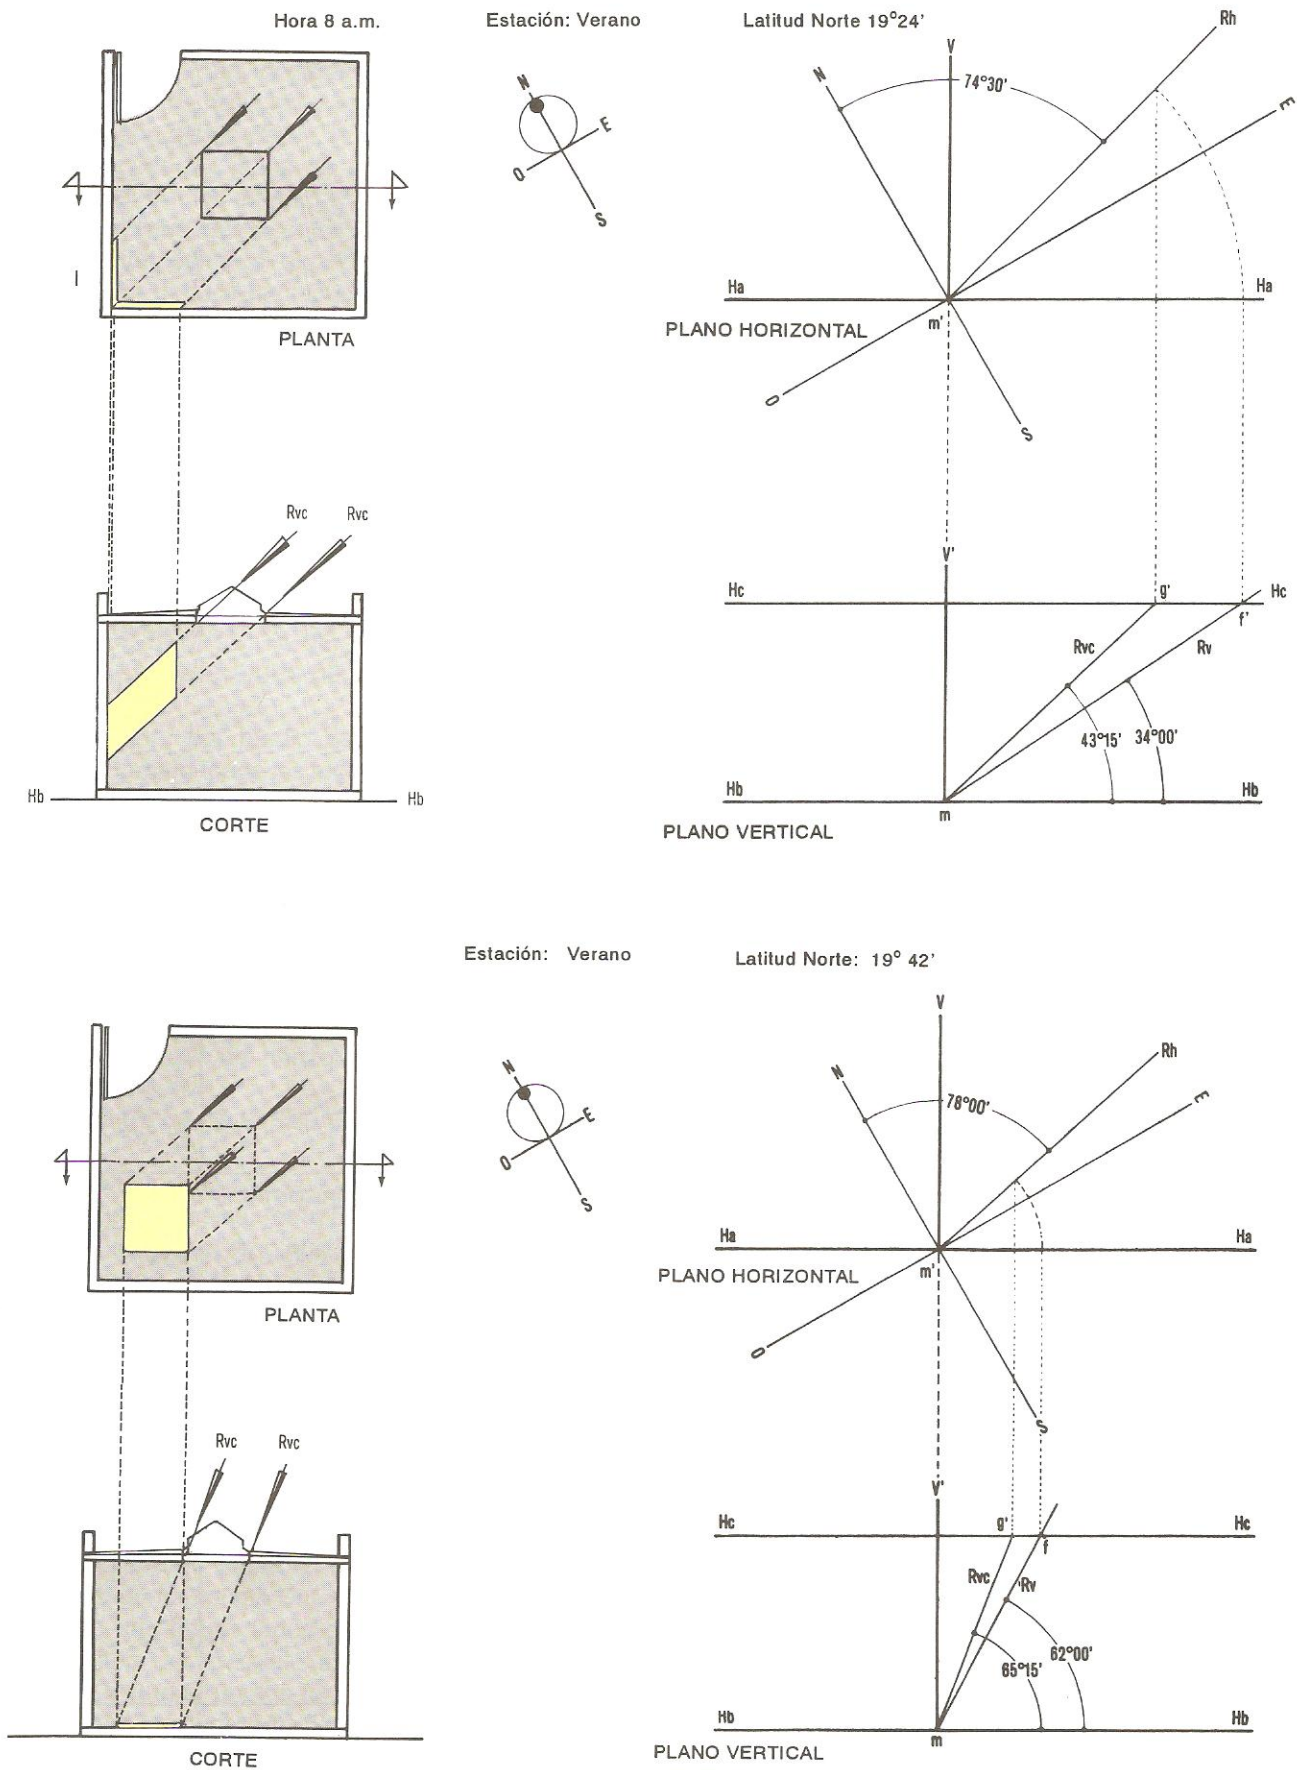 Hora 8 a.m. Estación: Verano Latitud Norte 19°24'
Rh
V
N
74°30'
N
E
E
O
S
I
Ha Ha
m'
PLANO HORIZONTAL
PLANTA
O
S
Rvc Rvc
V'
Hc g' Hc
f'
Rvc Rv
43°15' 34°00'
Hb Hb
Hb Hb
m
CORTE
PLANO VERTICAL
Estación: Verano Latitud Norte: 19° 42'
V
Rh
N
N
78°00'
E
E
O
S
Ha Ha
m'
PLANO HORIZONTAL
PLANTA
O
S
Rvc Rvc
V'
Hc g' Hc
f
Rvc 'Rv
62°00'
65°15'
Hb Hb
m
CORTE
PLANO VERTICAL